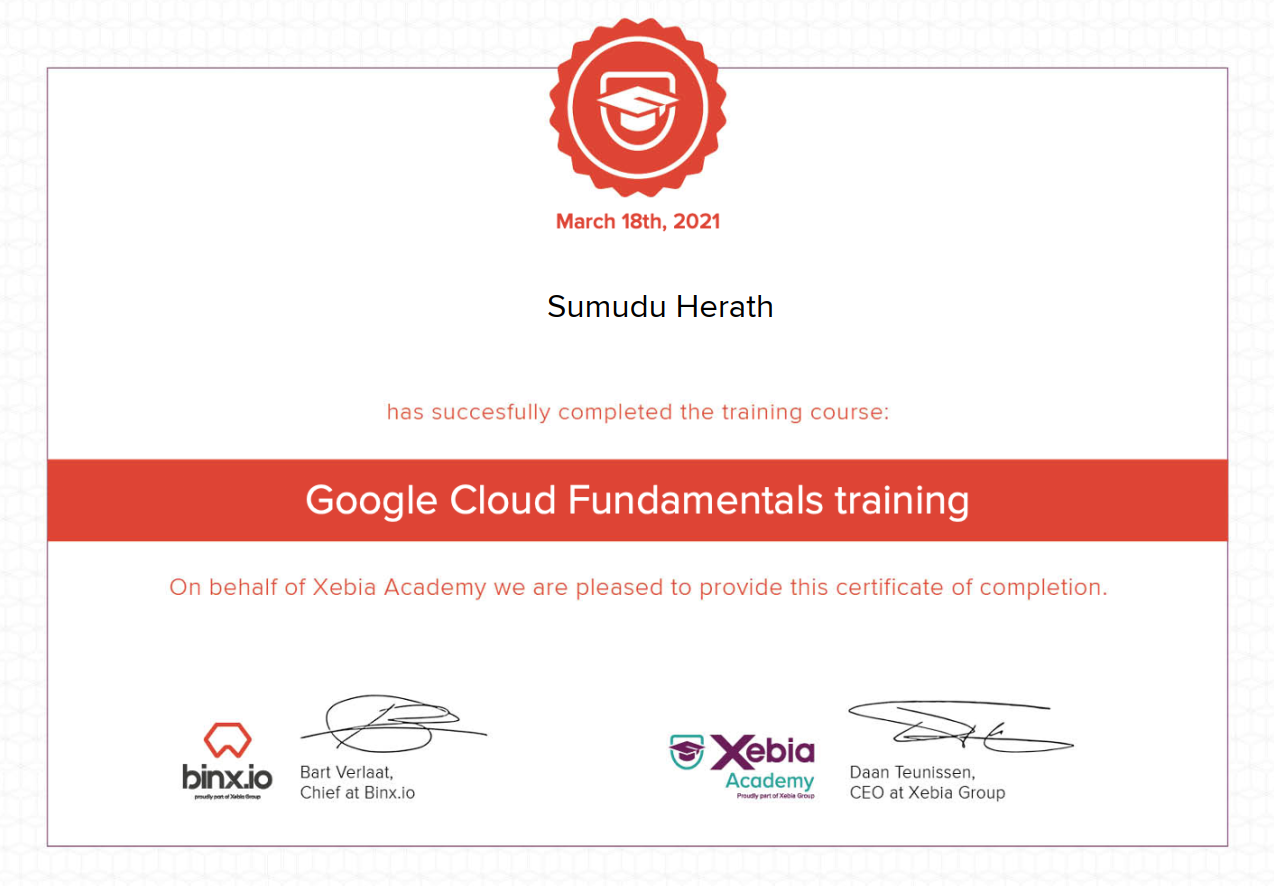 March 18th, 2021
Sumudu Herath
has succesfully completed the training course:
Google Cloud Fundamentals training
On behalf of Xebia Academy we are pleased to provide this certificate of completion.
binx.io
proudly part of Xebia Group
Bart Verlaat,
Chief at Binx.io
Xebia
Academy
Proudly part of Xebia Group
Daan Teunissen,
CEO at Xebia Group